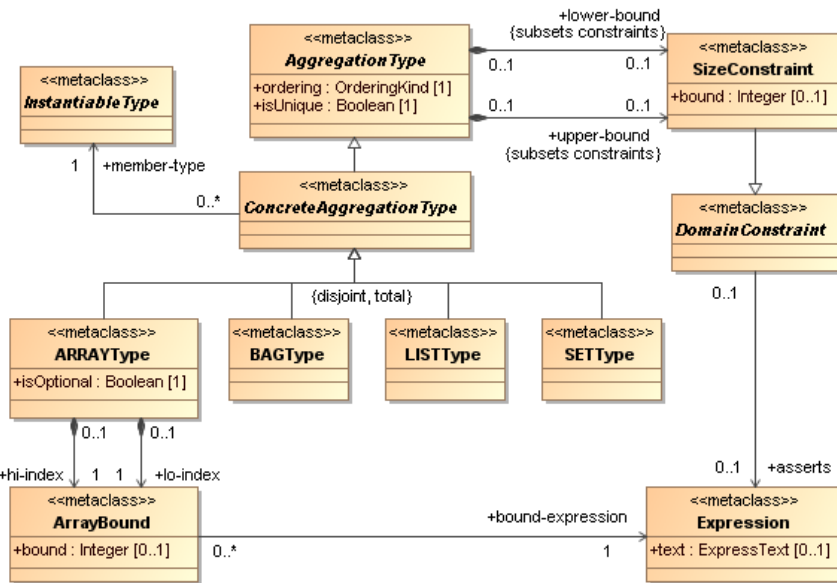 <<metaclass>>
AggregationType
+ordering : OrderingKind [1]
+isUnique : Boolean [1]
+lower-bound
{subsets constraints}
0..1
0..1
0..1
0..1
+upper-bound
{subsets constraints}
<<metaclass>>
SizeConstraint
+bound : Integer [0..1]
<<metaclass>>
InstantiableType
1
+member-type
0..*
<<metaclass>>
ConcreteAggregationType
<<metaclass>>
DomainConstraint
0..1
{disjoint, total}
<<metaclass>>
ARRAYType
+isOptional : Boolean [1]
<<metaclass>>
BAGType
<<metaclass>>
LISTType
<<metaclass>>
SETType
0..1
0..1
+hi-index
1
1
+lo-index
0..1
+asserts
<<metaclass>>
ArrayBound
+bound : Integer [0..1]
0..*
+bound-expression
1
<<metaclass>>
Expression
+text : ExpressText [0..1]